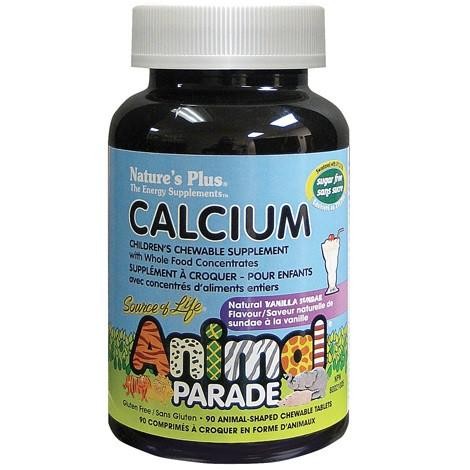 Nature's Plus®
The Energy Supplements™
sugar free
sans sucre
CALCIUM
CHILDREN'S CHEWABLE SUPPLEMENT
with Whole Food Concentrates
SUPPLÉMENT À CROQUER – POUR ENFANTS
avec concentrés d'aliments entiers
Source of Life®
Natural VANILLA SUNDAE
Flavour/Saveur naturelle de
sundae à la vanille
Animal
PARADE
Gluten Free / Sans Gluten • 90 ANIMAL-SHAPED CHEWABLE TABLETS
90 COMPRIMÉS À CROQUER EN FORME D'ANIMAUX
NPN